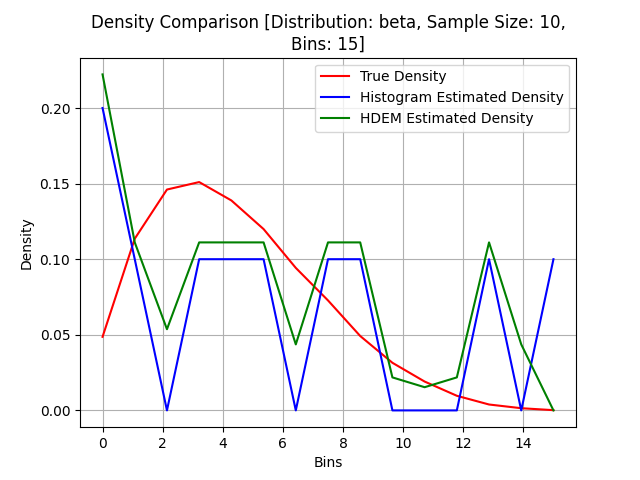 Density Comparison [Distribution: beta, Sample Size: 10,
Bins: 15]
True Density
Histogram Estimated Density
HDEM Estimated Density
Density
0.20
0.15
0.10
0.05
0.00
0 2 4 6 8 10 12 14
Bins